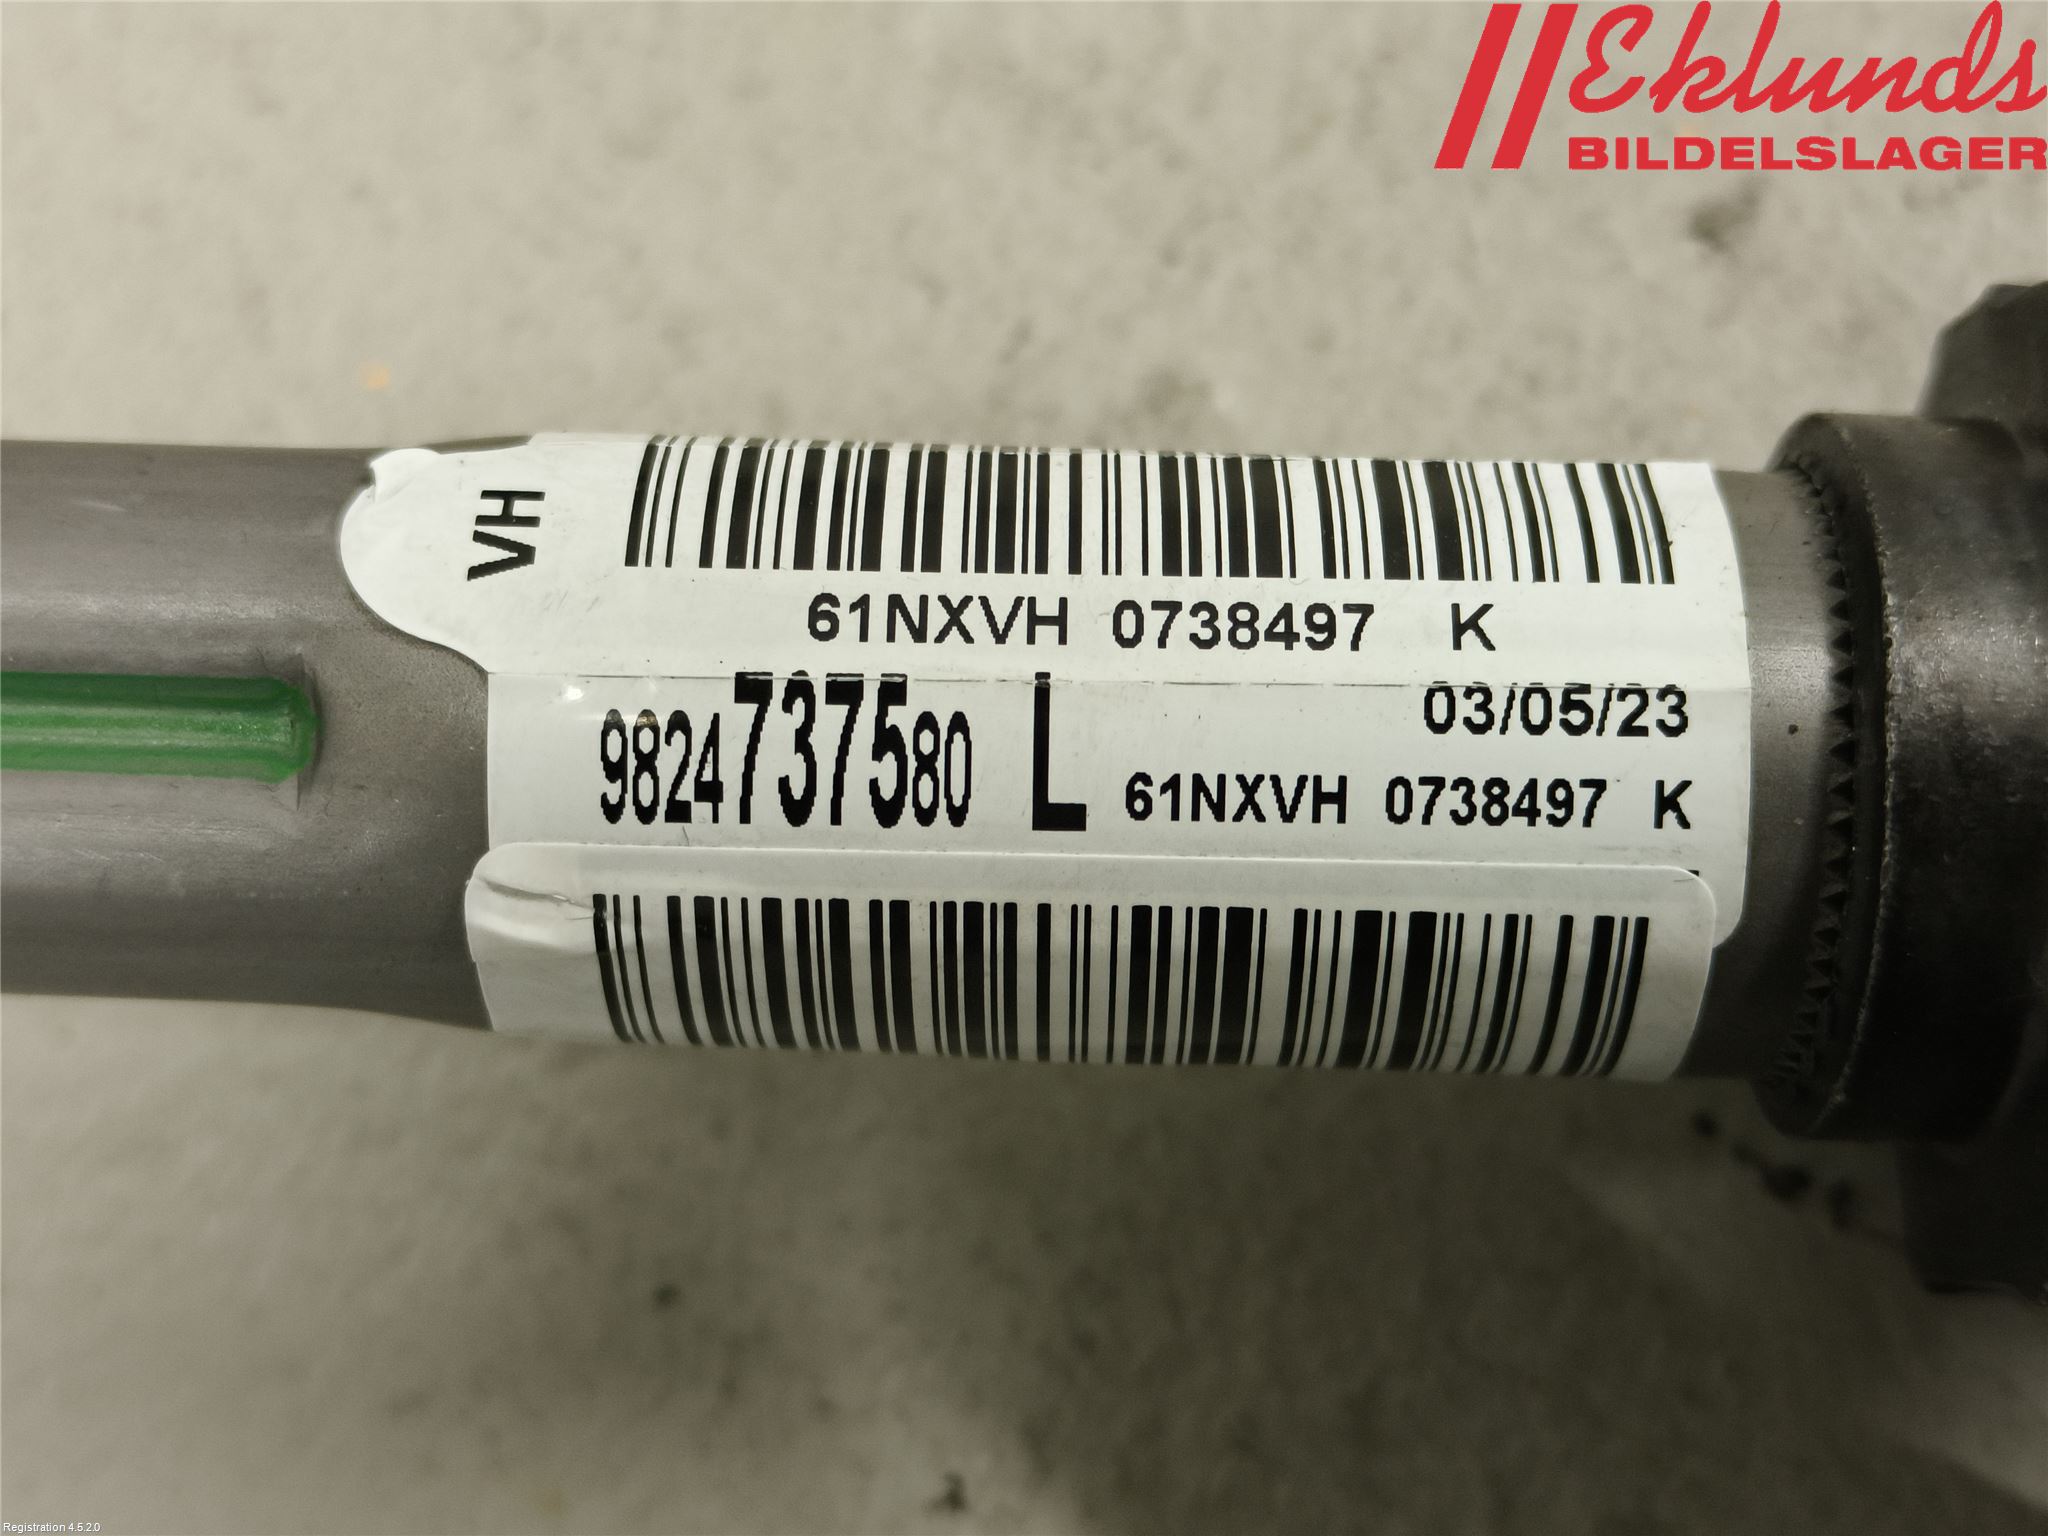 Eklunds
BILDELSLAGER
VH
61NXVH 0738497 K
9824737580 L
03/05/23
61NXVH 0738497 K
Registration 4.5.2.0